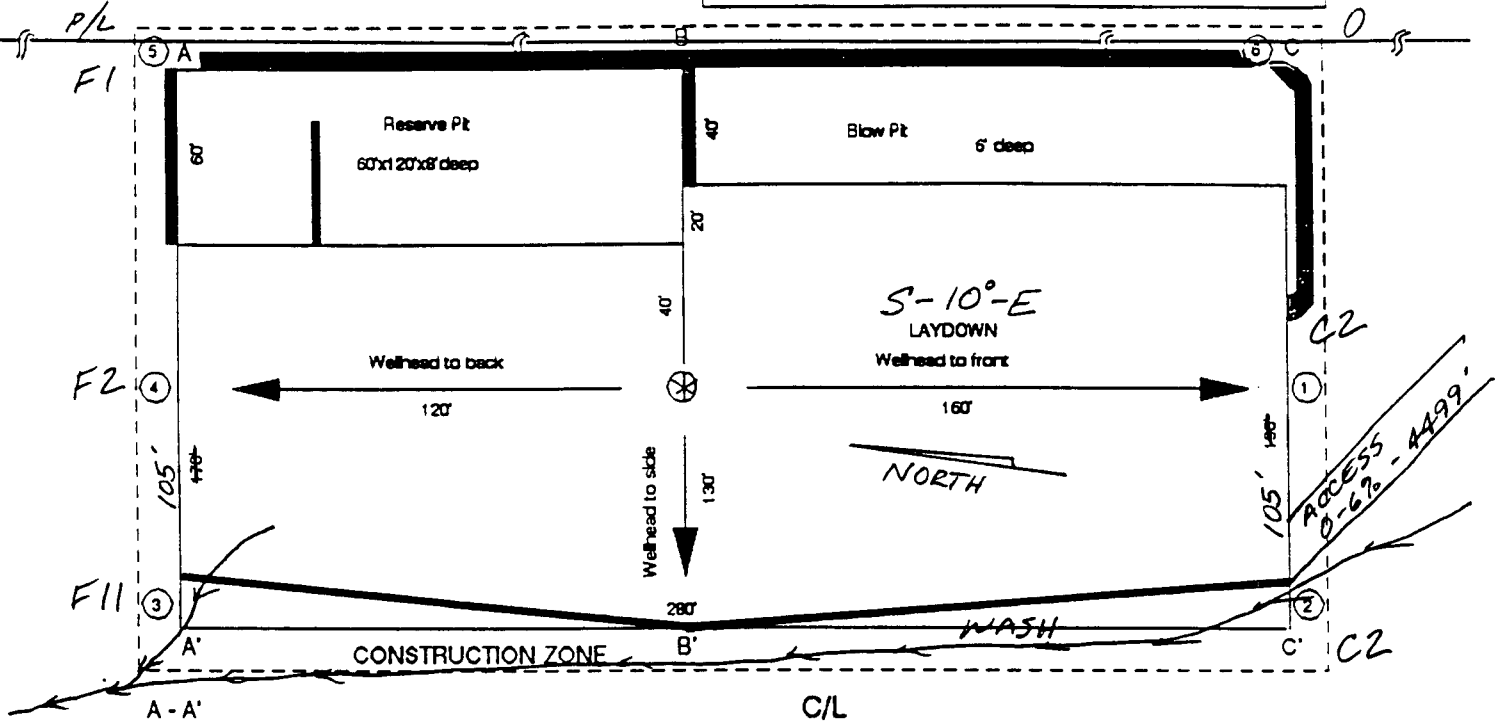 P/L
O
5 A
6 C
F1
Reserve Pit
60'x120'x8' deep
60'
40'
Blow Pit
6' deep
20'
40'
S-10°-E
LAYDOWN
C2
Wellhead to back
Wellhead to front
F2 4
1
120'
160'
ACCESS
0-6% - 4499'
105'
Wellhead to side
130'
NORTH
105'
F11 3
280'
2
WASH
A'
B'
C'
C2
CONSTRUCTION ZONE
A - A'
C/L